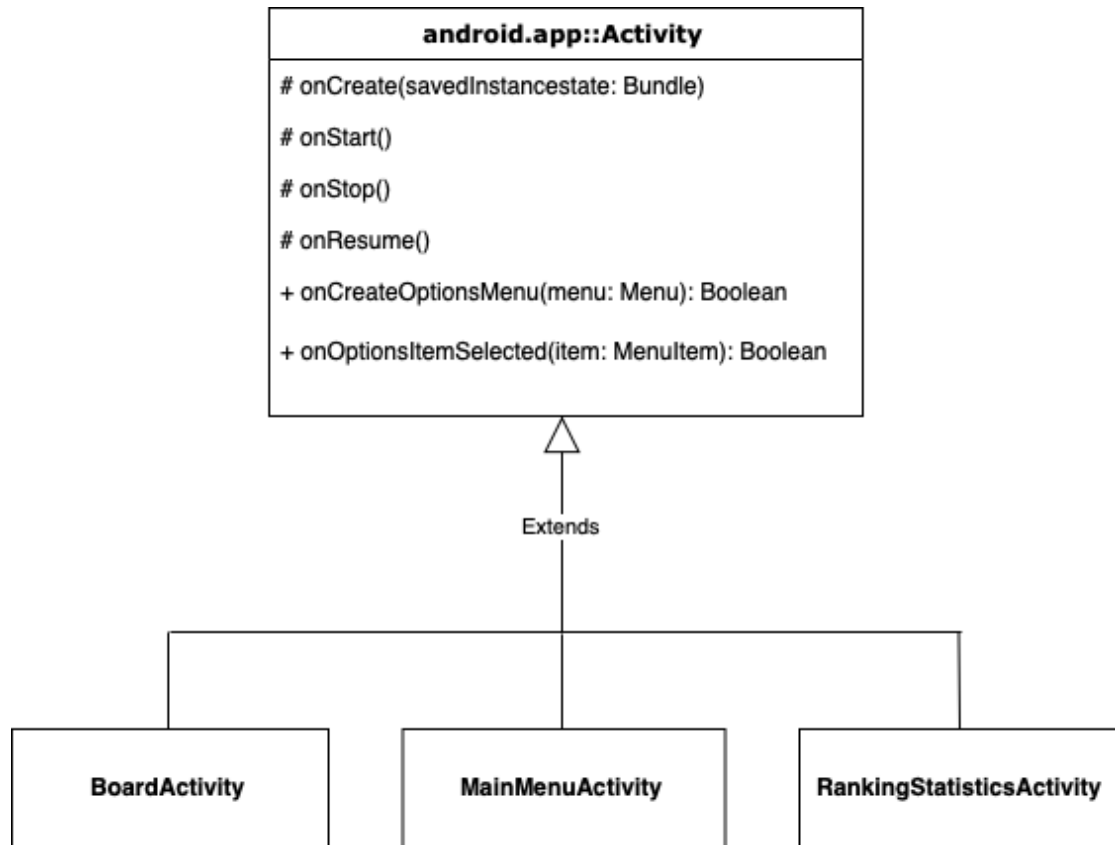 android.app::Activity
# onCreate(savedInstancestate: Bundle)
# onStart()
# onStop()
# onResume()
+ onCreateOptionsMenu(menu: Menu): Boolean
+ onOptionsItemSelected(item: MenuItem): Boolean
Extends
BoardActivity
MainMenuActivity
RankingStatisticsActivity